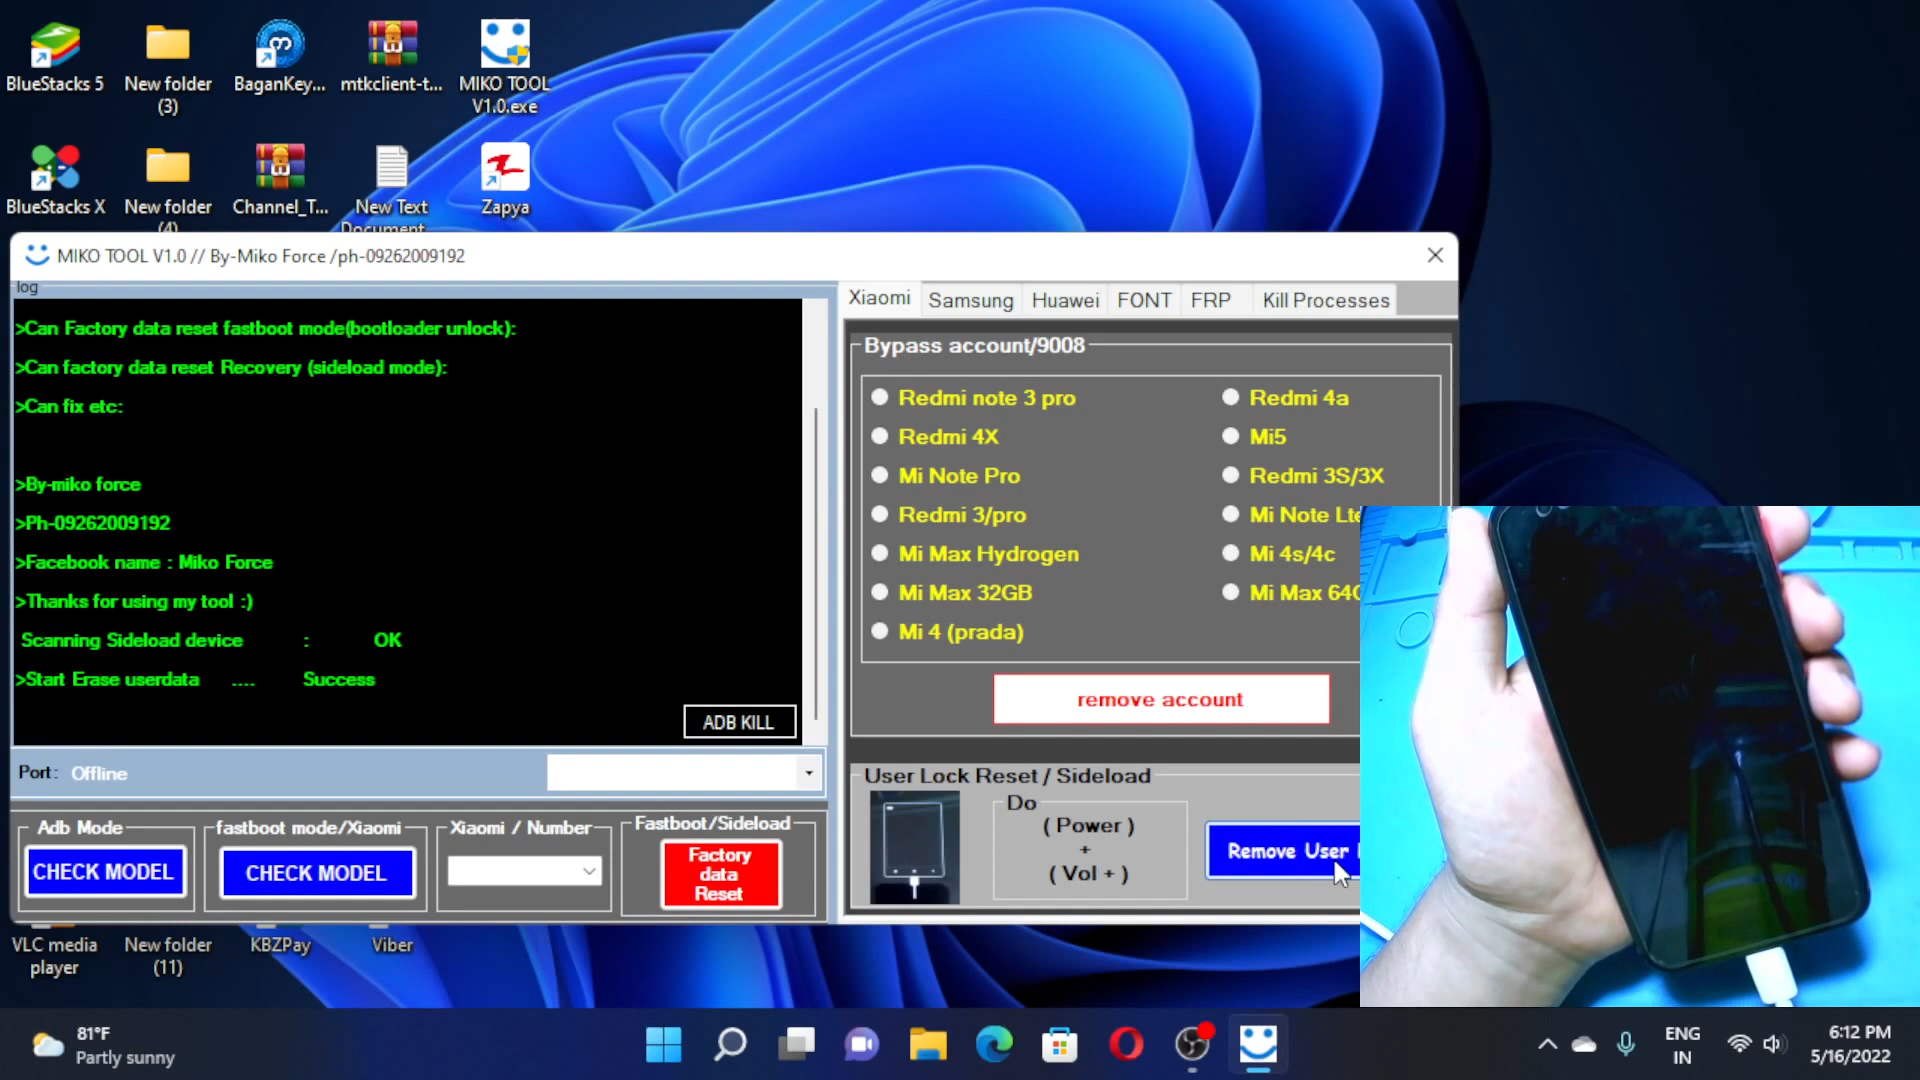 BlueStacks 5
New folder
(3)
BaganKey...
mtkclient-t...
MIKO TOOL
V1.0.exe
BlueStacks X
New folder
(4)
Channel_T...
New Text
Document
Zapya
MIKO TOOL V1.0 // By-Miko Force /ph-09262009192
log
>Can Factory data reset fastboot mode(bootloader unlock):
>Can factory data reset Recovery (sideload mode):
>Can fix etc:
>By-miko force
>Ph-09262009192
>Facebook name : Miko Force
>Thanks for using my tool :)
Scanning Sideload device : OK
>Start Erase userdata .... Success
ADB KILL
Port: Offline
Adb Mode
CHECK MODEL
fastboot mode/Xiaomi
CHECK MODEL
Xiaomi / Number
Fastboot/Sideload
Factory
data
Reset
Xiaomi Samsung Huawei FONT FRP Kill Processes
Bypass account/9008
Redmi note 3 pro
Redmi 4a
Redmi 4X
Mi5
Mi Note Pro
Redmi 3S/3X
Redmi 3/pro
Mi Note Lte
Mi Max Hydrogen
Mi 4s/4c
Mi Max 32GB
Mi Max 64G
Mi 4 (prada)
remove account
User Lock Reset / Sideload
Do
( Power )
+
( Vol + )
Remove User
VLC media
player
New folder
(11)
KBZPay
Viber
81°F
Partly sunny
ENG
IN
6:12 PM
5/16/2022